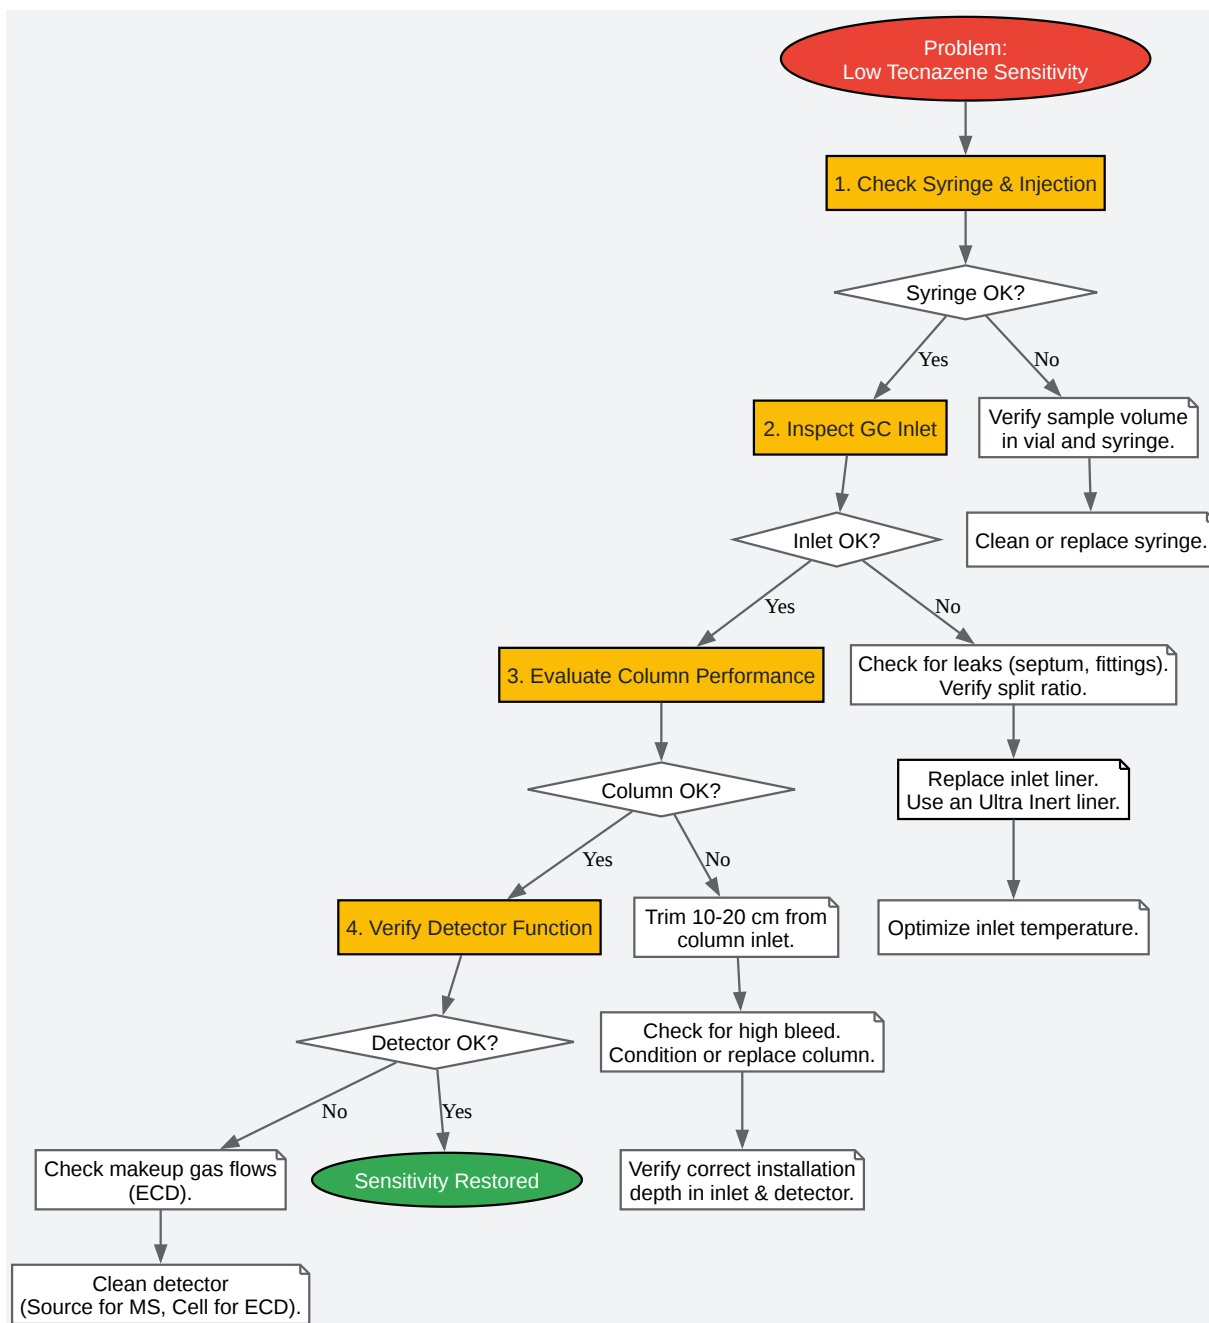 Problem:
Low Tecnazene Sensitivity
1. Check Syringe & Injection
Syringe OK?
Yes
No
2. Inspect GC Inlet
Verify sample volume
in vial and syringe.
Inlet OK?
Clean or replace syringe.
Yes
No
3. Evaluate Column Performance
Check for leaks (septum, fittings).
Verify split ratio.
Column OK?
Replace inlet liner.
Use an Ultra Inert liner.
Yes
No
4. Verify Detector Function
Trim 10-20 cm from
column inlet.
Optimize inlet temperature.
Detector OK?
Check for high bleed.
Condition or replace column.
No
Yes
Check makeup gas flows
(ECD).
Sensitivity Restored
Verify correct installation
depth in inlet & detector.
Clean detector
(Source for MS, Cell for ECD).